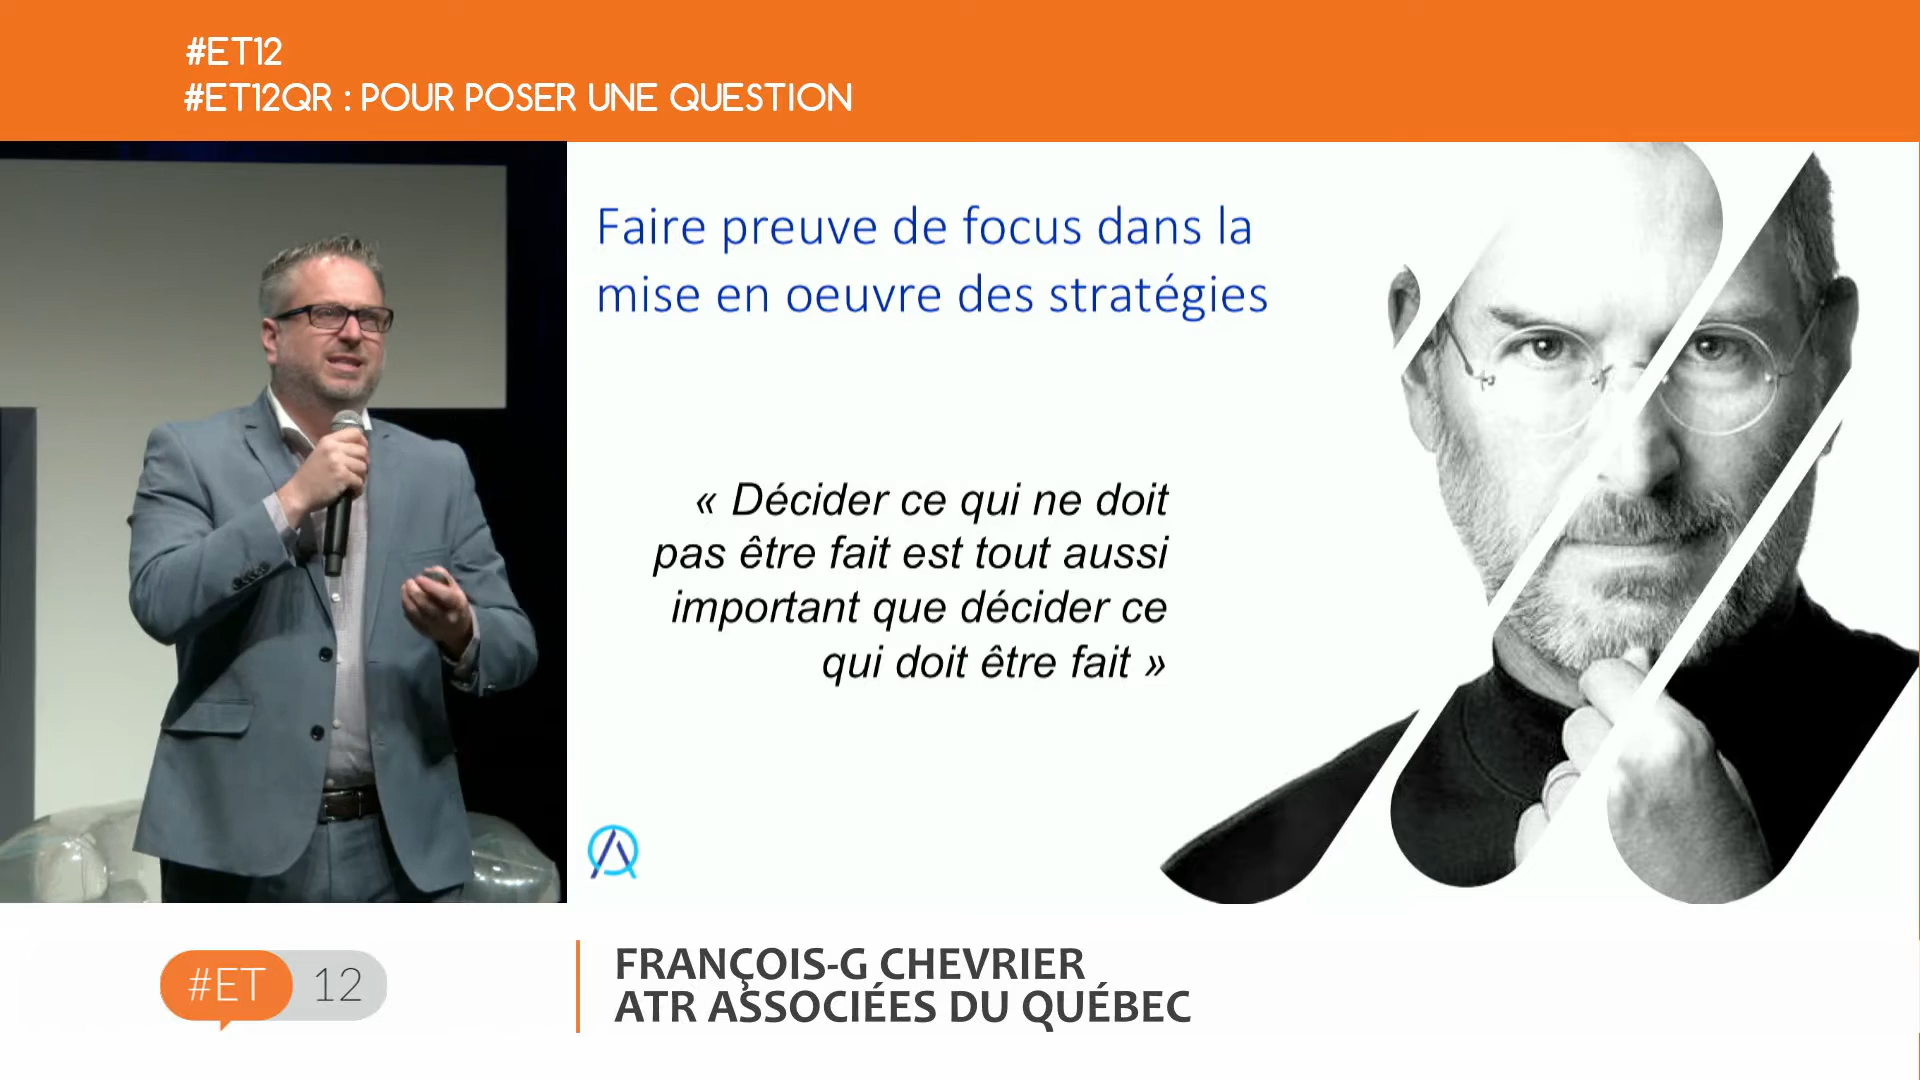 #ET12
#ET12QR : POUR POSER UNE QUESTION
Faire preuve de focus dans la
mise en oeuvre des stratégies
« Décider ce qui ne doit
pas être fait est tout aussi
important que décider ce
qui doit être fait »
#ET 12
FRANÇOIS-G CHEVRIER
ATR ASSOCIÉES DU QUÉBEC